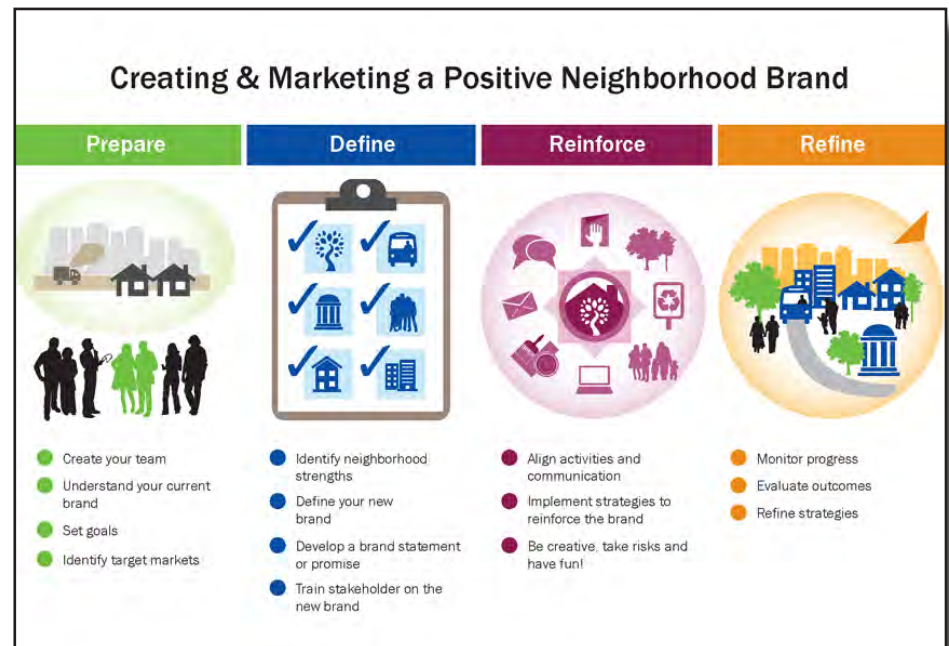 Creating & Marketing a Positive Neighborhood Brand
Prepare
Define
Reinforce
Refine
Create your team
Understand your current
brand
Set goals
Identify target markets
Identify neighborhood
strengths
Define your new
brand
Develop a brand statement
or promise
Train stakeholder on the
new brand
Align activities and
communication
Implement strategies to
reinforce the brand
Be creative, take risks and
have fun!
Monitor progress
Evaluate outcomes
Refine strategies